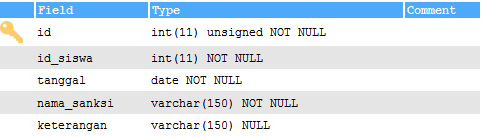 Field Type Comment
id int(11) unsigned NOT NULL
id_siswa int(11) NOT NULL
tanggal date NOT NULL
nama_sanksi varchar(150) NOT NULL
keterangan varchar(150) NULL